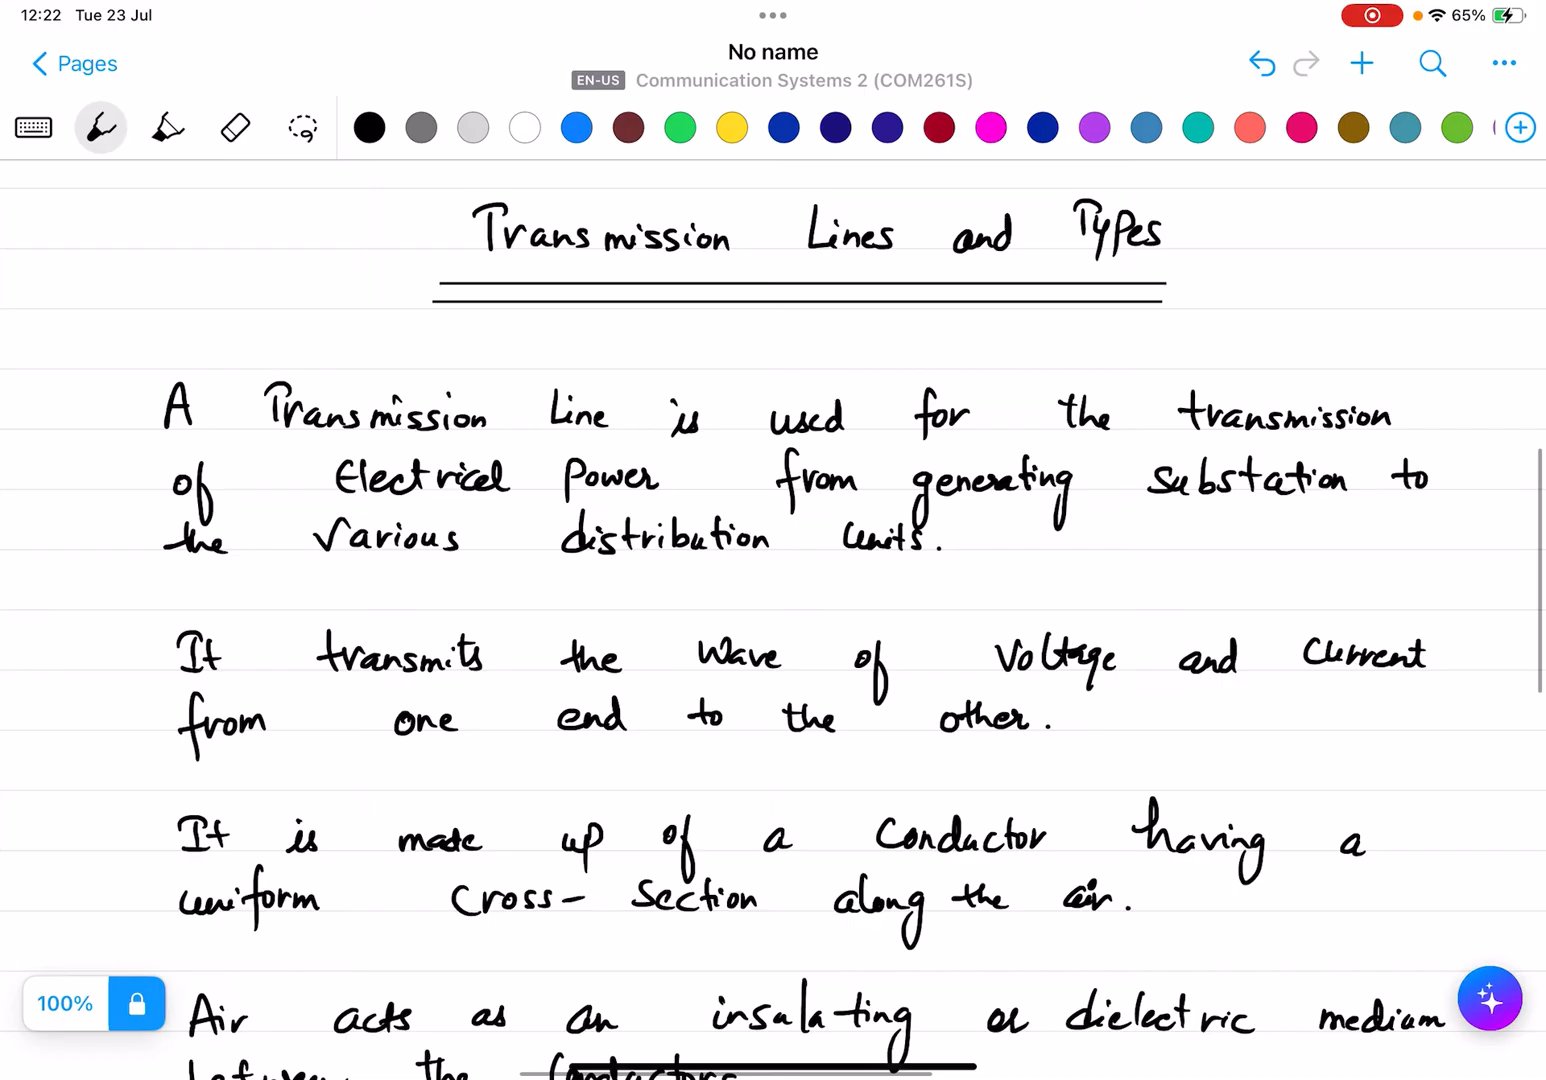 12:22 Tue 23 Jul
65%
Pages
No name
EN-US Communication Systems 2 (COM261S)
Transmission Lines and Types
A Transmission Line is used for the transmission
of Electrical Power from generating substation to
the various distribution units.
It transmits the wave of Voltage and Current
from one end to the other.
It is made up of a Conductor having a
uniform cross-section along the air.
100%
Air acts as an insulating or dielectric medium
between the Conductors